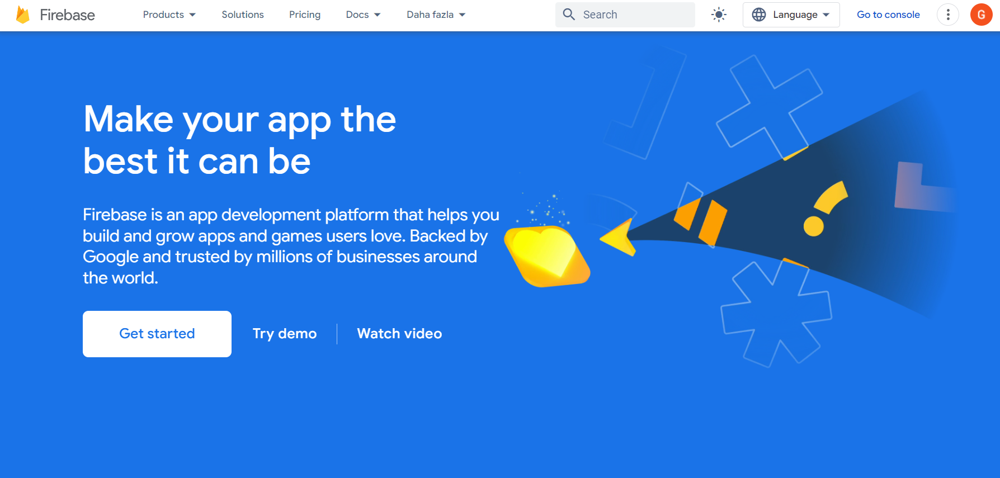 Firebase
Products
Solutions
Pricing
Docs
Daha fazla
Search
Language
Go to console
G
Make your app the
best it can be
Firebase is an app development platform that helps you
build and grow apps and games users love. Backed by
Google and trusted by millions of businesses around
the world.
Get started
Try demo
Watch video